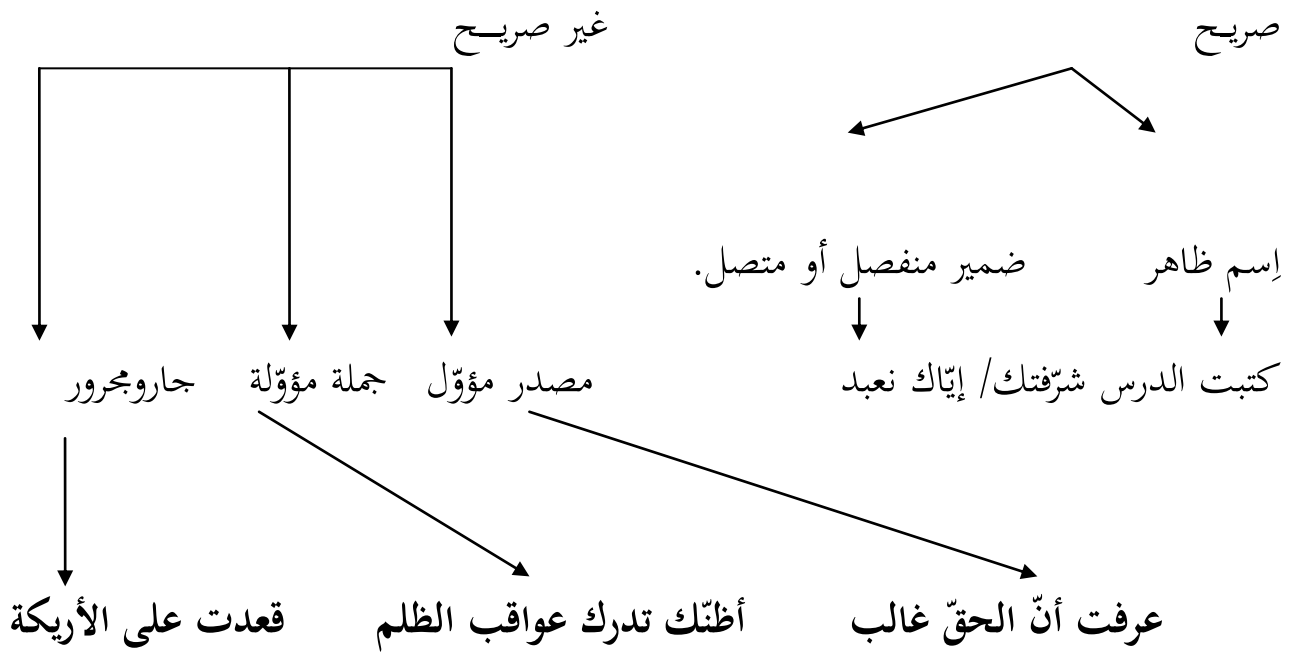 صريح غير صريح
اِسم ظاهر ضمير منفصل أو متصل.
كتبت الدرس شرّفتك/ إيّاك نعبد مصدر مؤوّل جملة مؤوّلة جارومجرور
عرفت أنّ الحقّ غالب أظنّك تدرك عواقب الظلم قعدت على الأريكة